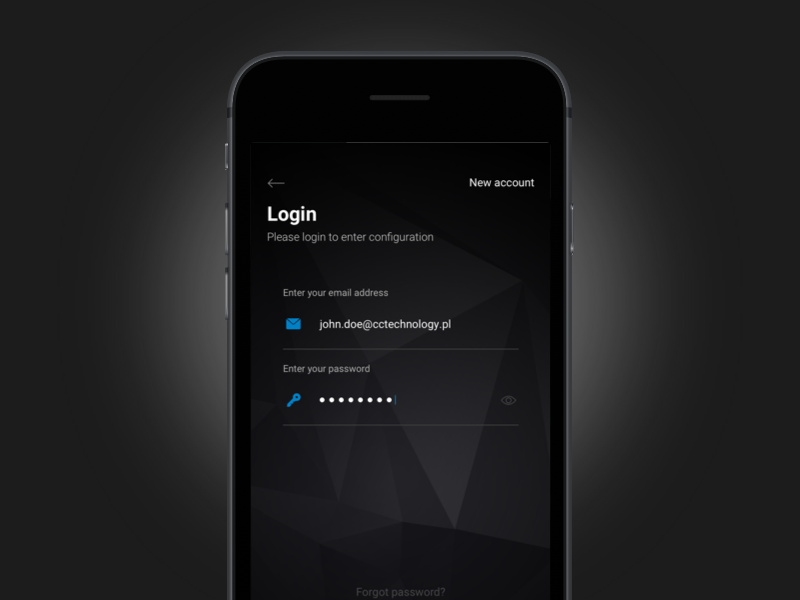 New account
Login
Please login to enter configuration
Enter your email address
john.doe@cctechnology.pl
Enter your password
Forgot password?